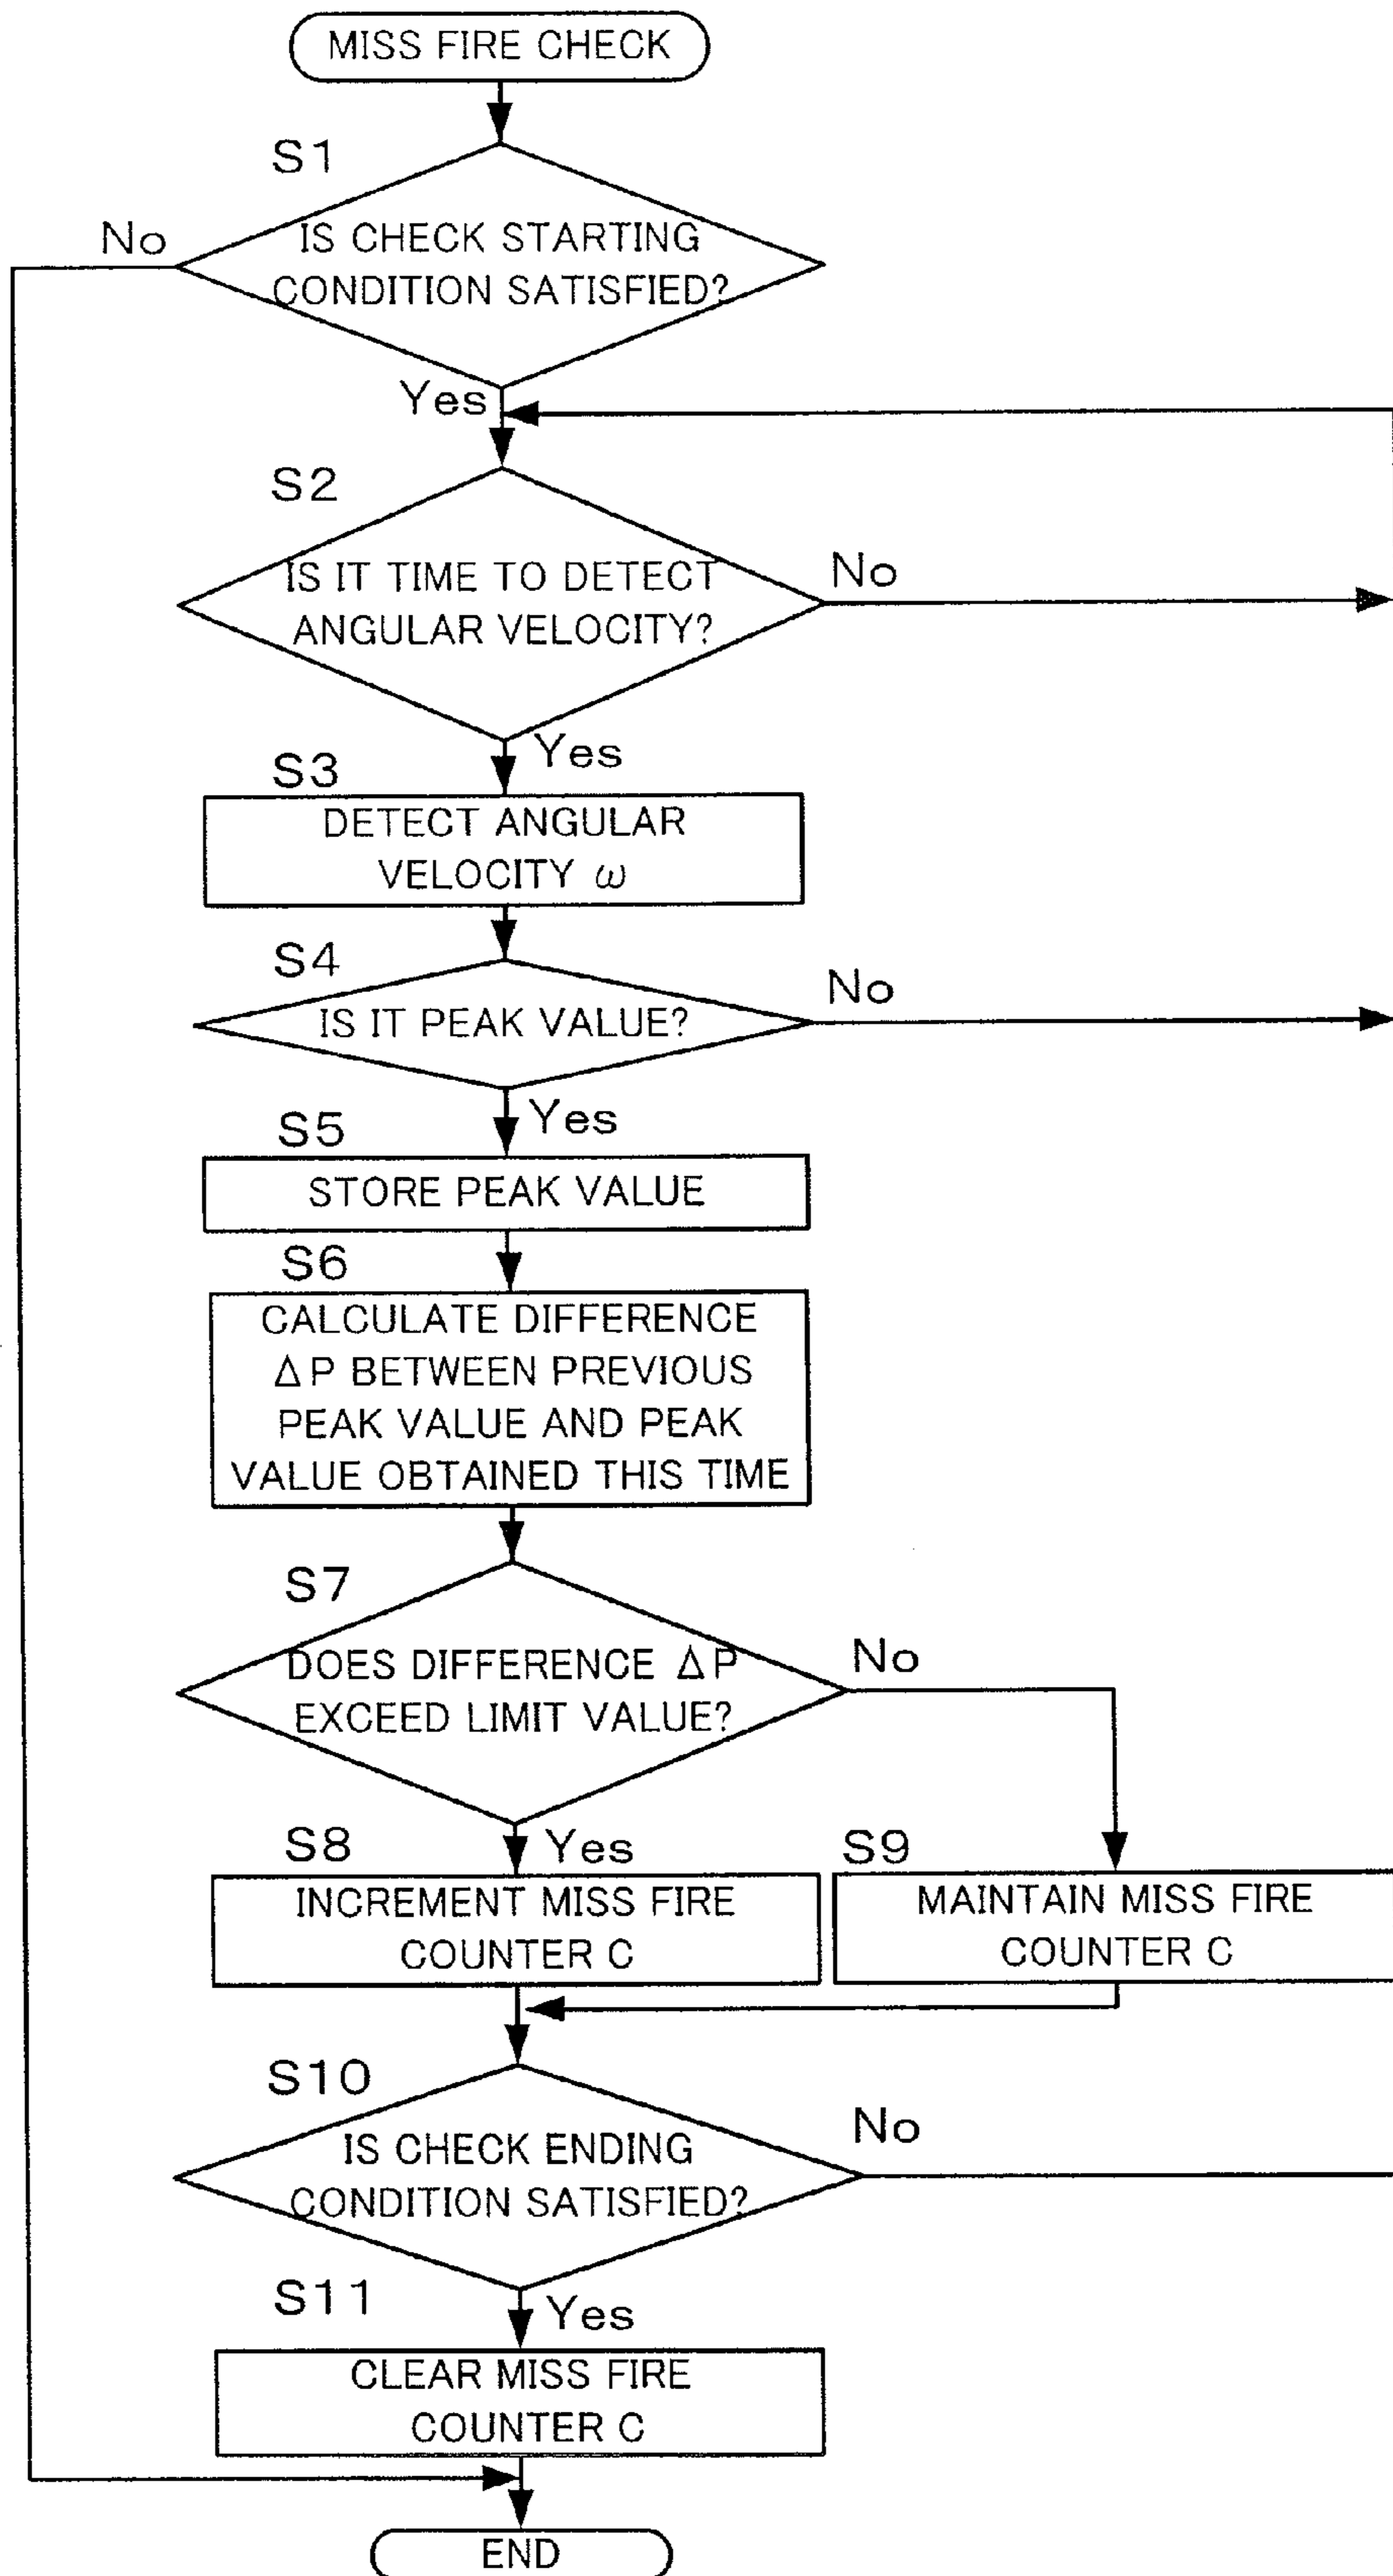 MISS FIRE CHECK
S1
No
IS CHECK STARTING
CONDITION SATISFIED?
Yes
S2
IS IT TIME TO DETECT
ANGULAR VELOCITY?
No
Yes
S3
DETECT ANGULAR
VELOCITY ω
S4
IS IT PEAK VALUE?
No
Yes
S5
STORE PEAK VALUE
S6
CALCULATE DIFFERENCE
ΔP BETWEEN PREVIOUS
PEAK VALUE AND PEAK
VALUE OBTAINED THIS TIME
S7
DOES DIFFERENCE ΔP
EXCEED LIMIT VALUE?
No
Yes
S8
INCREMENT MISS FIRE
COUNTER C
S9
MAINTAIN MISS FIRE
COUNTER C
S10
IS CHECK ENDING
CONDITION SATISFIED?
No
Yes
S11
CLEAR MISS FIRE
COUNTER C
END